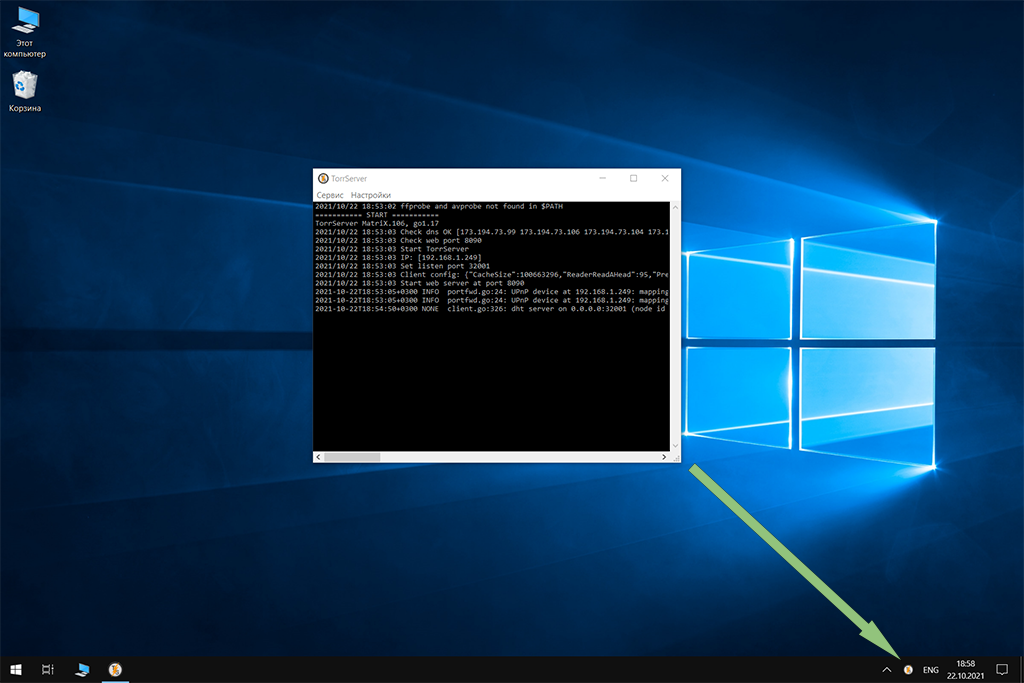 Этот
компьютер
Корзина
TorrServer
Сервис Настройки
2021/10/22 18:53:02 ffprobe and avprobe not found in $PATH
=========== START ===========
TorrServer MatriX.106, go1.17
2021/10/22 18:53:03 Check dns OK [173.194.73.99 173.194.73.106 173.194.73.104 173.1
2021/10/22 18:53:03 Check web port 8090
2021/10/22 18:53:03 Start TorrServer
2021/10/22 18:53:03 IP: [192.168.1.249]
2021/10/22 18:53:03 Set listen port 32001
2021/10/22 18:53:03 Client config: {"CacheSize":100663296,"ReaderReadAHead":95,"Pre
2021/10/22 18:53:03 Start web server at port 8090
2021-10-22T18:53:05+0300 INFO  portfwd.go:24: UPnP device at 192.168.1.249: mapping
2021-10-22T18:53:05+0300 INFO  portfwd.go:24: UPnP device at 192.168.1.249: mapping
2021-10-22T18:54:50+0300 NONE  client.go:326: dht server on 0.0.0.0:32001 (node id
ENG
18:58
22.10.2021